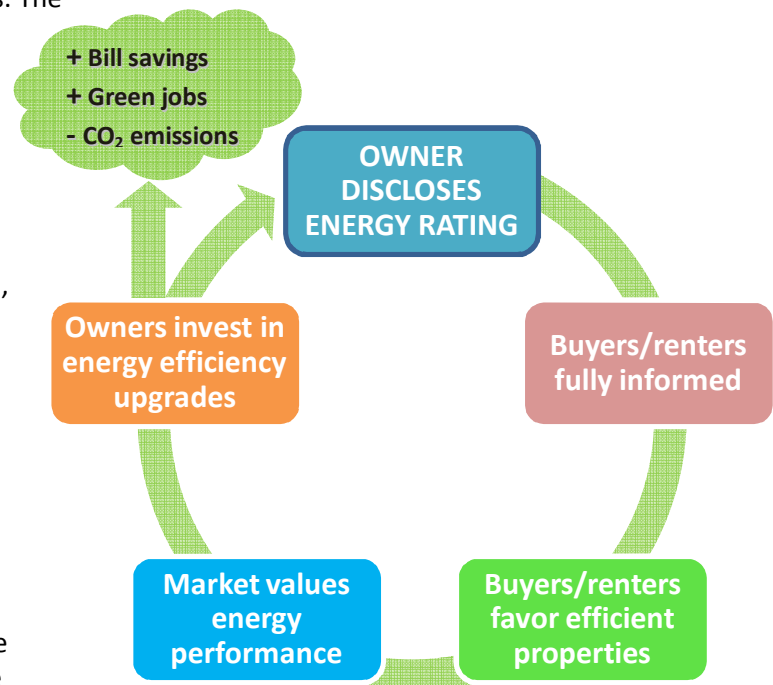 s. The
+ Bill savings
+ Green jobs
- CO₂ emissions
OWNER
DISCLOSES
ENERGY RATING
,
Owners invest in
energy efficiency
upgrades
Buyers/renters
fully informed
Market values
energy
performance
Buyers/renters
favor efficient
properties
e